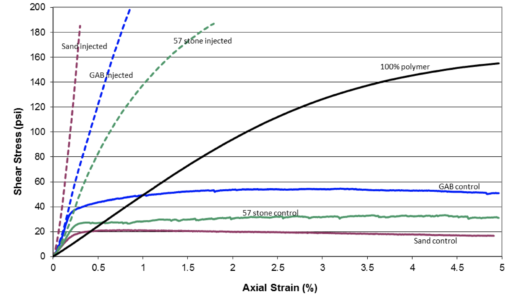 200
180
160
140
120
100
80
60
40
20
0
Shear Stress (psi)
Sand injected
GAB injected
57 stone injected
100% polymer
GAB control
57 stone control
Sand control
0
0.5
1
1.5
2
2.5
3
3.5
4
4.5
5
Axial Strain (%)